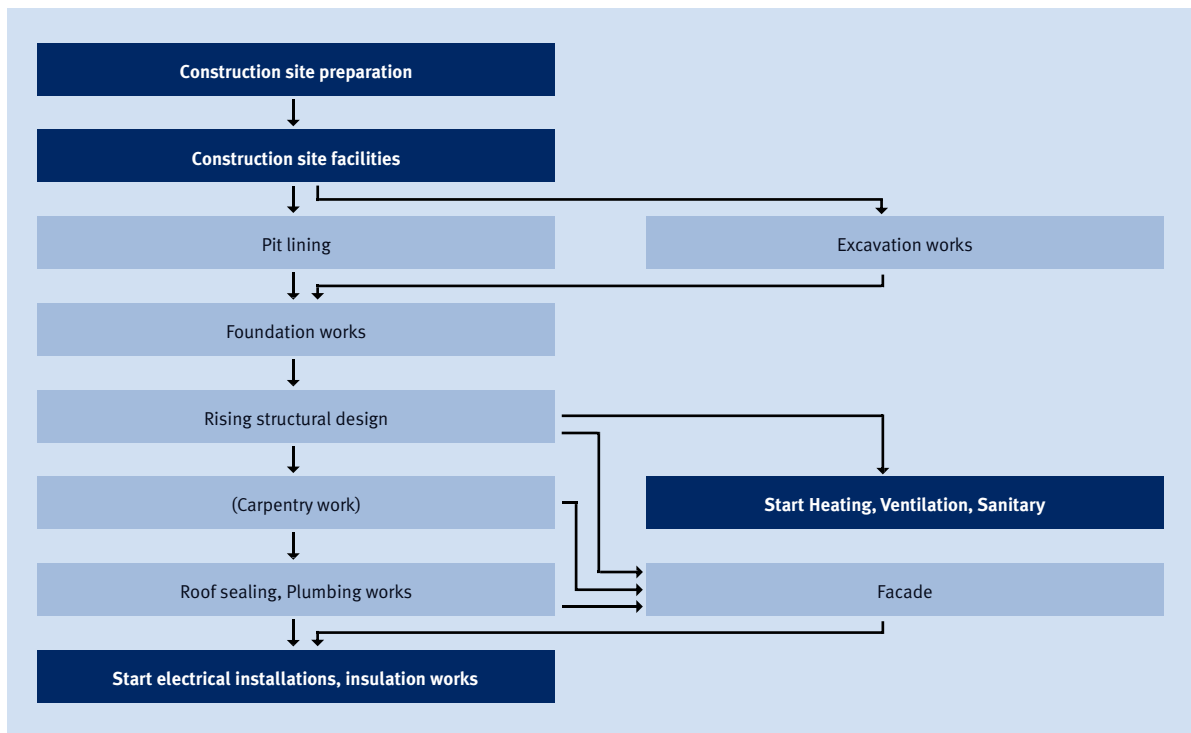 Construction site preparation
Construction site facilities
Pit lining
Excavation works
Foundation works
Rising structural design
(Carpentry work)
Start Heating, Ventilation, Sanitary
Roof sealing, Plumbing works
Facade
Start electrical installations, insulation works